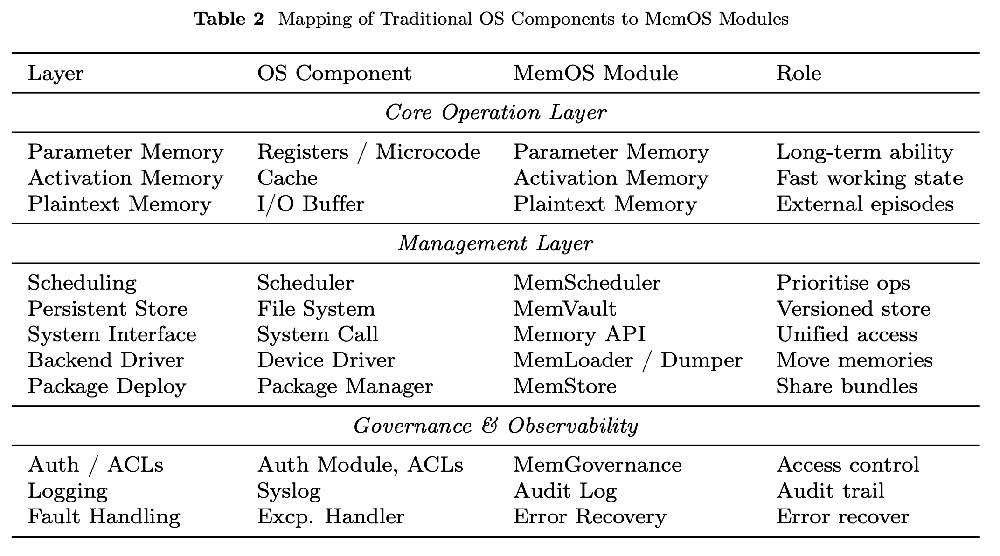 Table 2 Mapping of Traditional OS Components to MemOS Modules
Layer OS Component MemOS Module Role
Core Operation Layer
Parameter Memory Registers / Microcode Parameter Memory Long-term ability
Activation Memory Cache Activation Memory Fast working state
Plaintext Memory I/O Buffer Plaintext Memory External episodes
Management Layer
Scheduling Scheduler MemScheduler Prioritise ops
Persistent Store File System MemVault Versioned store
System Interface System Call Memory API Unified access
Backend Driver Device Driver MemLoader / Dumper Move memories
Package Deploy Package Manager MemStore Share bundles
Governance & Observability
Auth / ACLs Auth Module, ACLs MemGovernance Access control
Logging Syslog Audit Log Audit trail
Fault Handling Excp. Handler Error Recovery Error recover